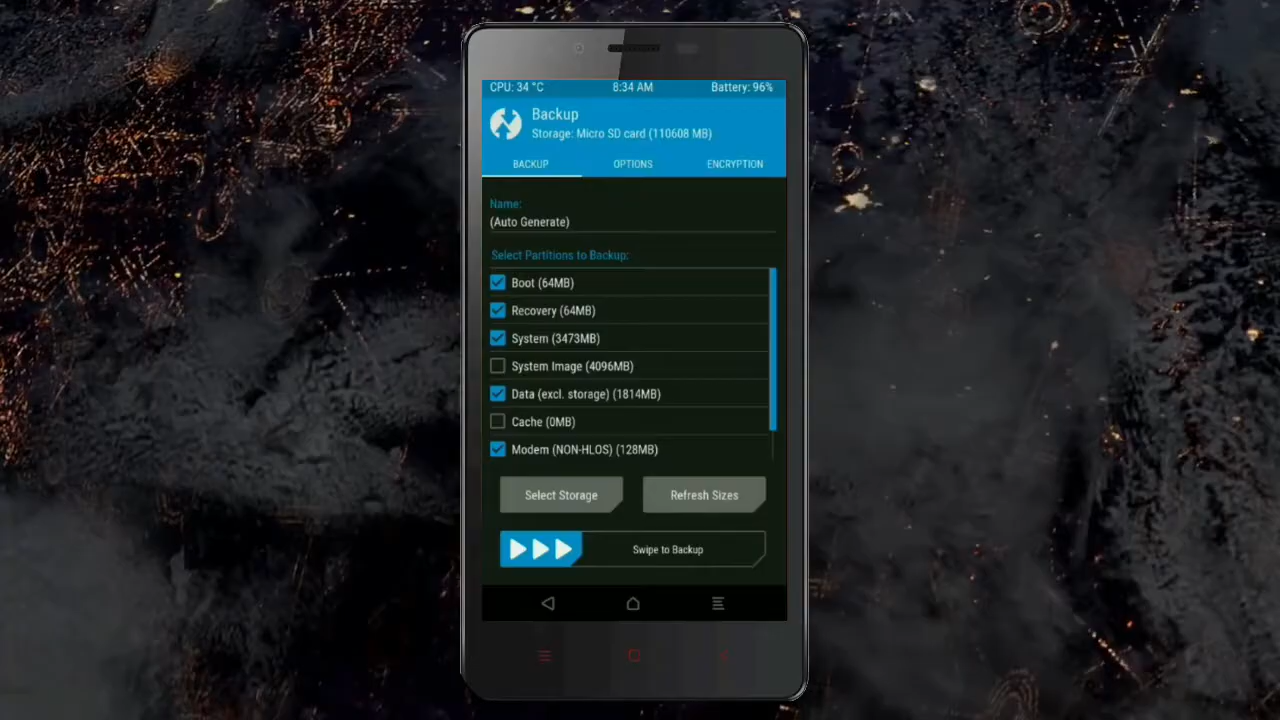 CPU: 34 °C 8:34 AM Battery: 96%
Backup
Storage: Micro SD card (110608 MB)
BACKUP OPTIONS ENCRYPTION
Name:
(Auto Generate)
Select Partitions to Backup:
Boot (64MB)
Recovery (64MB)
System (3473MB)
System Image (4096MB)
Data (excl. storage) (1814MB)
Cache (0MB)
Modem (NON-HLOS) (128MB)
Select Storage Refresh Sizes
Swipe to Backup